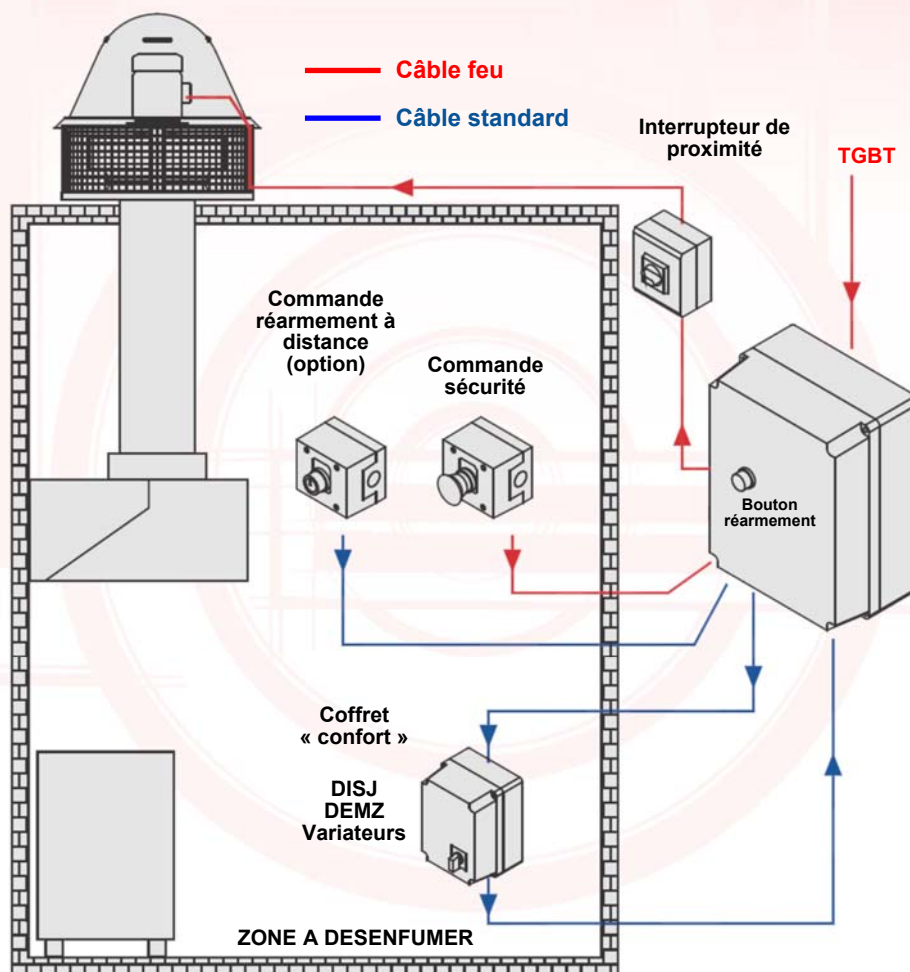 Câble feu
Câble standard
Interrupteur de
proximité
TGBT
Commande
réarmement à
distance
(option)
Commande
sécurité
Bouton
réarmement
Coffret
« confort »
DISJ
DEMZ
Variateurs
ZONE A DESENFUMER